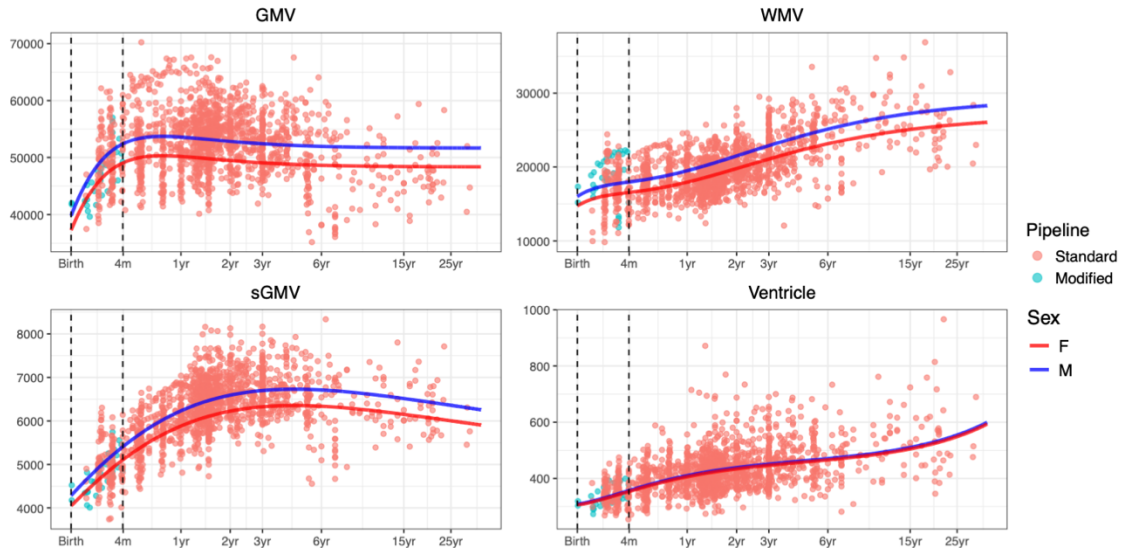 GMV
70000
60000
50000
40000
Birth 4m 1yr 2yr 3yr 6yr 15yr 25yr
WMV
30000
20000
10000
Birth 4m 1yr 2yr 3yr 6yr 15yr 25yr
sGMV
8000
7000
6000
5000
4000
Birth 4m 1yr 2yr 3yr 6yr 15yr 25yr
Ventricle
1000
800
600
400
Birth 4m 1yr 2yr 3yr 6yr 15yr 25yr
Pipeline
Standard
Modified
Sex
F
M